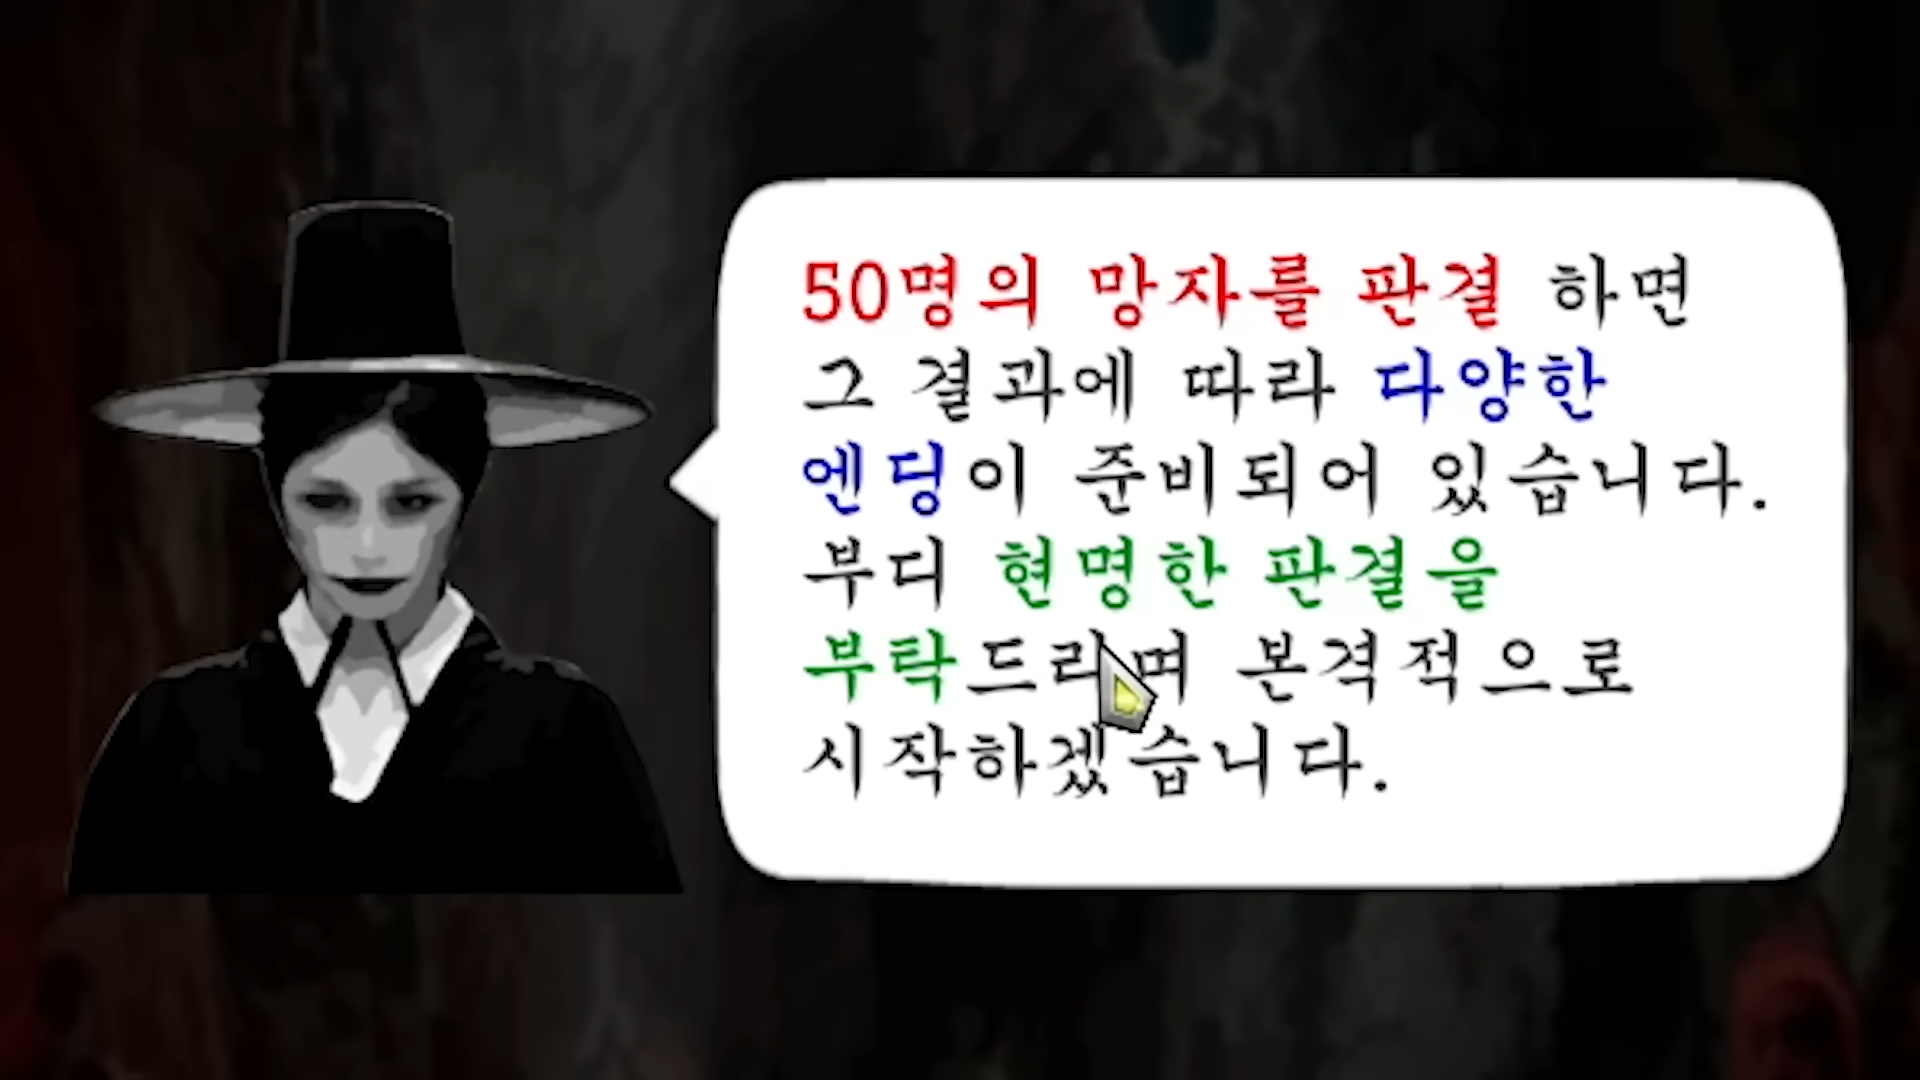 50명의 망자를 판결 하면
그 결과에 따라 다양한
엔딩이 준비되어 있습니다.
부디 현명한 판결을
부탁드리며 본격적으로
시작하겠습니다.